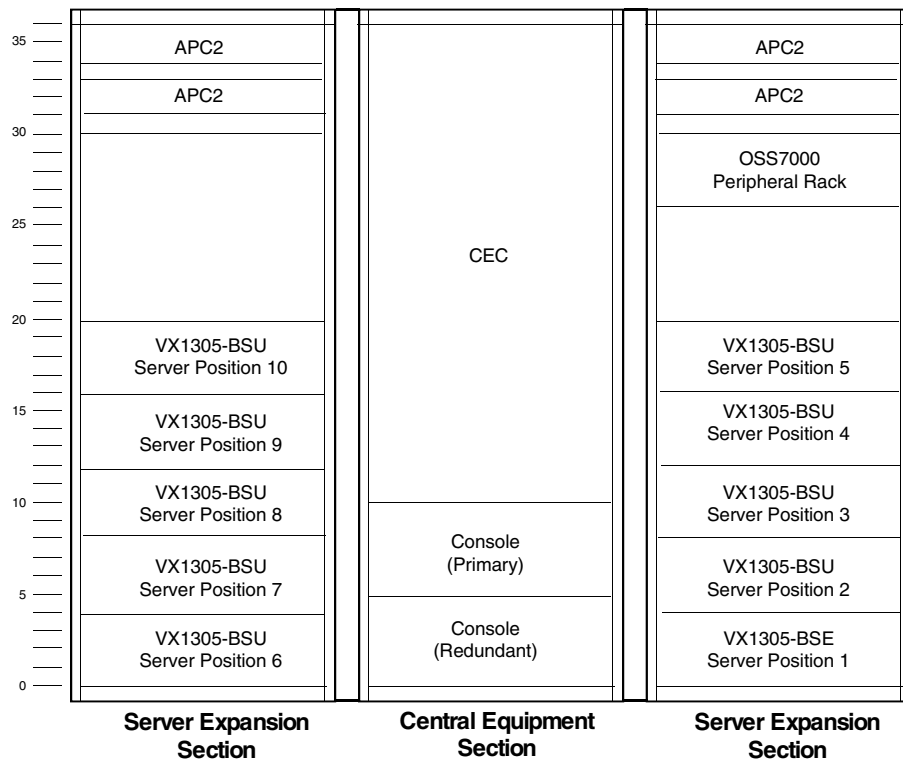 35
30
25
20
15
10
5
0
APC2
APC2
VX1305-BSU
Server Position 10
VX1305-BSU
Server Position 9
VX1305-BSU
Server Position 8
VX1305-BSU
Server Position 7
VX1305-BSU
Server Position 6
Server Expansion
Section
CEC
Console
(Primary)
Console
(Redundant)
Central Equipment
Section
APC2
APC2
OSS7000
Peripheral Rack
VX1305-BSU
Server Position 5
VX1305-BSU
Server Position 4
VX1305-BSU
Server Position 3
VX1305-BSU
Server Position 2
VX1305-BSE
Server Position 1
Server Expansion
Section